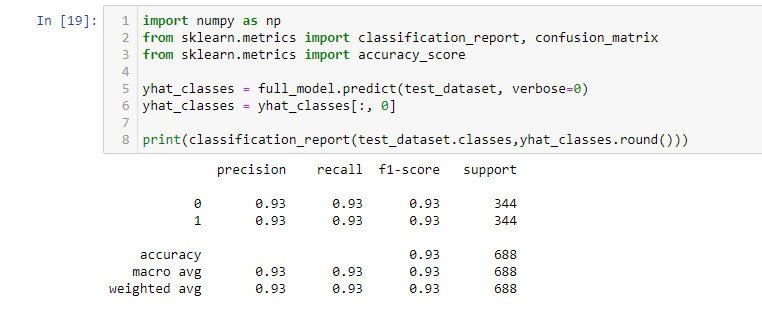 In [19]:
1 import numpy as np
2 from sklearn.metrics import classification_report, confusion_matrix
3 from sklearn.metrics import accuracy_score
4
5 yhat_classes = full_model.predict(test_dataset, verbose=0)
6 yhat_classes = yhat_classes[:, 0]
7
8 print(classification_report(test_dataset.classes,yhat_classes.round()))
precision recall f1-score support
0 0.93 0.93 0.93 344
1 0.93 0.93 0.93 344
accuracy 0.93 688
macro avg 0.93 0.93 0.93 688
weighted avg 0.93 0.93 0.93 688